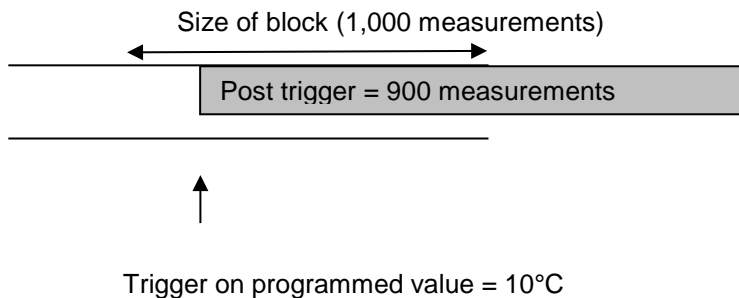 Size of block (1,000 measurements)
Post trigger = 900 measurements
Trigger on programmed value = 10°C